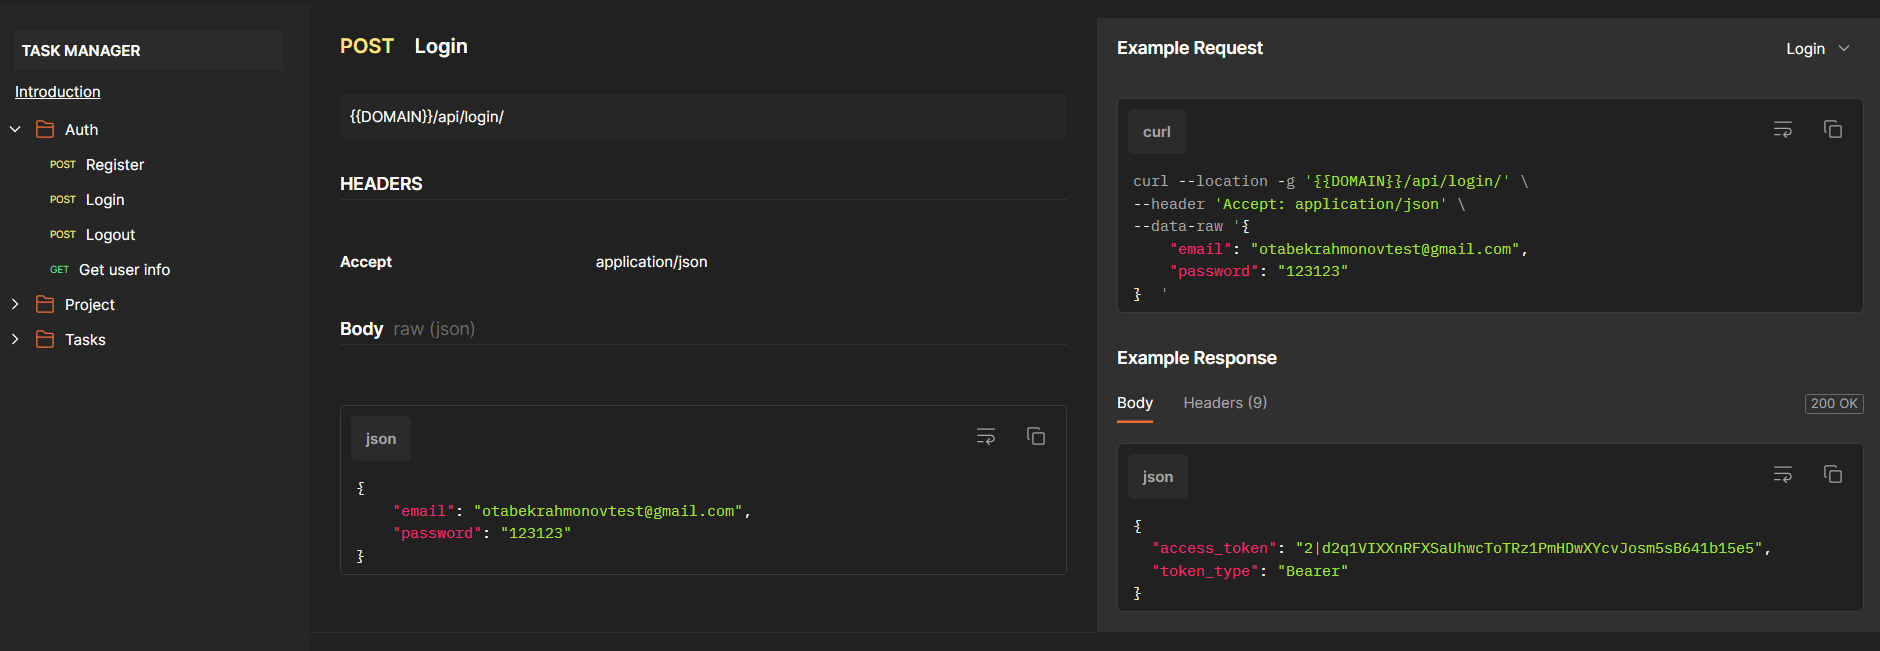 TASK MANAGER
Introduction
Auth
POST Register
POST Login
POST Logout
GET Get user info
Project
Tasks
POST Login
{{DOMAIN}}/api/login/
HEADERS
Accept application/json
Body raw (json)
json
{
"email": "otabekrahmonovtest@gmail.com",
"password": "123123"
}
Example Request
Login
curl
curl --location -g '{{DOMAIN}}/api/login/' \
--header 'Accept: application/json' \
--data-raw '{
"email": "otabekrahmonovtest@gmail.com",
"password": "123123"
} '
Example Response
Body Headers (9)
200 OK
json
{
"access_token": "2|d2q1VIXXnRFXSaUhwcToTRz1PmHDwXYcvJosm5sB641b15e5",
"token_type": "Bearer"
}